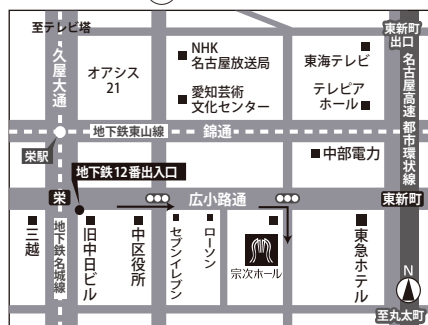 至テレビ塔
久屋大通
オアシス
21
NHK
名古屋放送局
愛知芸術
文化センター
東海テレビ
テレピア
ホール
東新町
出口
名古屋高速 都市環状線
地下鉄東山線
錦通
栄駅
中部電力
地下鉄12番出入口
栄
広小路通
東新町
三越
地下鉄名城線
旧中日ビル
中区役所
セブンイレブン
ローソン
宗次ホール
東急ホテル
N
至丸太町